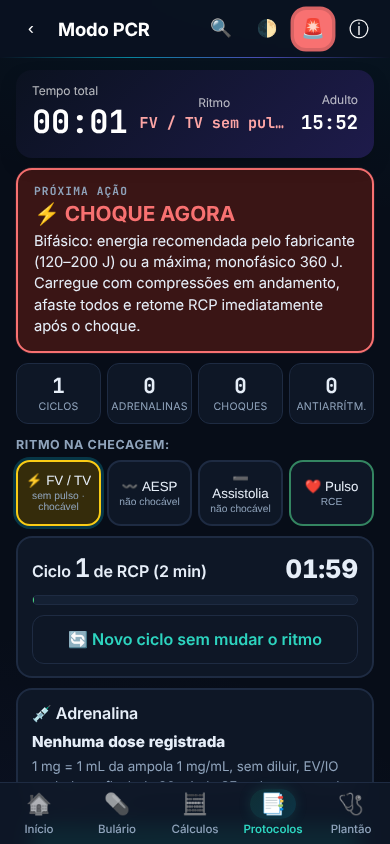 Modo PCR
Tempo total
Ritmo
Adulto
00:01
FV / TV sem pul…
15:52
PRÓXIMA AÇÃO
⚡ CHOQUE AGORA
Bifásico: energia recomendada pelo fabricante
(120–200 J) ou a máxima; monofásico 360 J.
Carregue com compressões em andamento,
afaste todos e retome RCP imediatamente
após o choque.
1
CICLOS
0
ADRENALINAS
0
CHOQUES
0
ANTIARRÍTM.
RITMO NA CHECAGEM:
⚡ FV / TV
sem pulso ·
chocável
AESP
não chocável
Assistolia
não chocável
❤️ Pulso
RCE
Ciclo 1 de RCP (2 min)
01:59
🔄 Novo ciclo sem mudar o ritmo
💉 Adrenalina
Nenhuma dose registrada
1 mg = 1 mL da ampola 1 mg/mL, sem diluir, EV/IO
Início
Bulário
Cálculos
Protocolos
Plantão